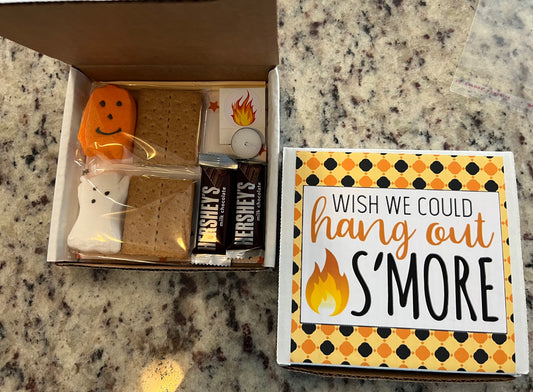 HERSHEY'S
milk chocolate
HERSHEY'S
milk chocolate
WISH WE COULD
hang out
S'MORE